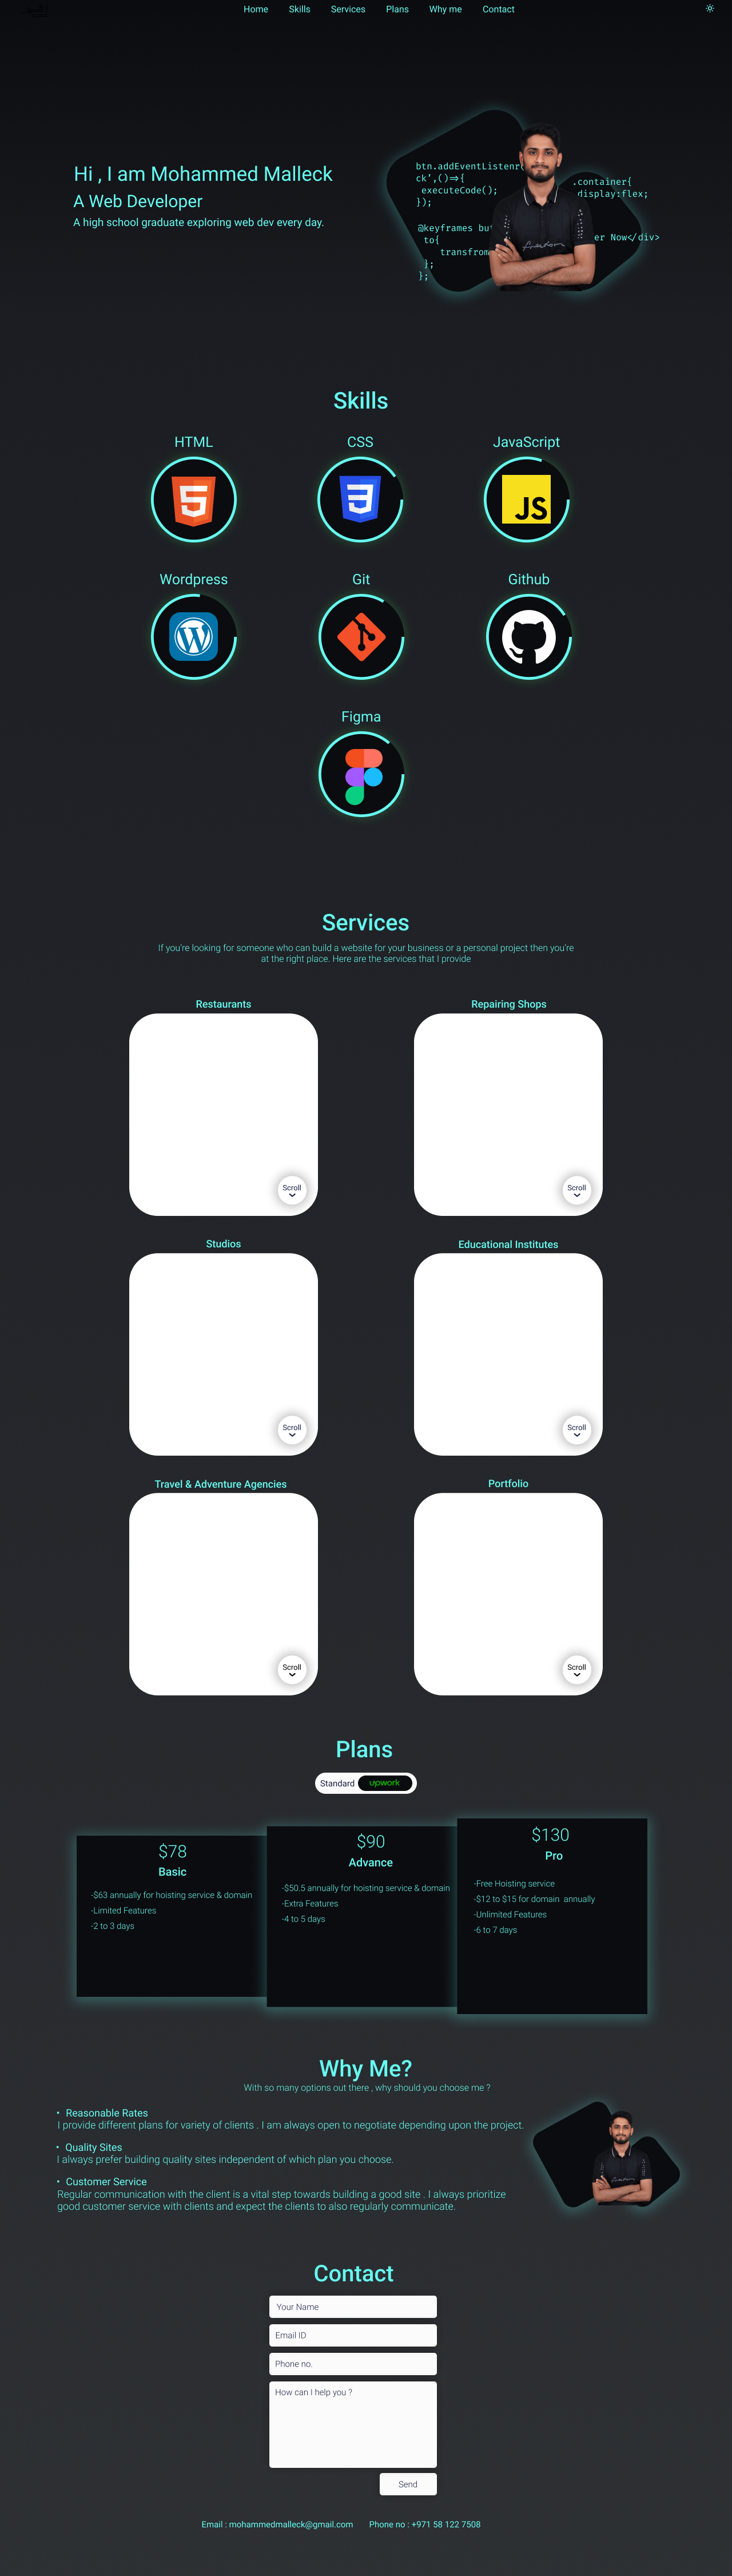 Home Skills Services Plans Why me Contact
Hi , I am Mohammed Malleck
A Web Developer
A high school graduate exploring web dev every day.
btn.addEventListenr(
ck',()=>{
executeCode();
});
@keyframes but
to{
transfrom
};
};
.container{
display:flex;
er Now</div>
freedom
Skills
HTML CSS JavaScript
JS
Wordpress Git Github
Figma
Services
If you're looking for someone who can build a website for your business or a personal project then you're
at the right place. Here are the services that I provide
Restaurants Repairing Shops
Scroll Scroll
Studios Educational Institutes
Scroll Scroll
Travel & Adventure Agencies Portfolio
Scroll Scroll
Plans
Standard upwork
$78
Basic
-$63 annually for hoisting service & domain
-Limited Features
-2 to 3 days
$90
Advance
-$50.5 annually for hoisting service & domain
-Extra Features
-4 to 5 days
$130
Pro
-Free Hoisting service
-$12 to $15 for domain annually
-Unlimited Features
-6 to 7 days
Why Me?
With so many options out there , why should you choose me ?
• Reasonable Rates
I provide different plans for variety of clients . I am always open to negotiate depending upon the project.
• Quality Sites
I always prefer building quality sites independent of which plan you choose.
• Customer Service
Regular communication with the client is a vital step towards building a good site . I always prioritize
good customer service with clients and expect the clients to also regularly communicate.
freedom
Contact
Your Name
Email ID
Phone no.
How can I help you ?
Send
Email : mohammedmalleck@gmail.com Phone no : +971 58 122 7508